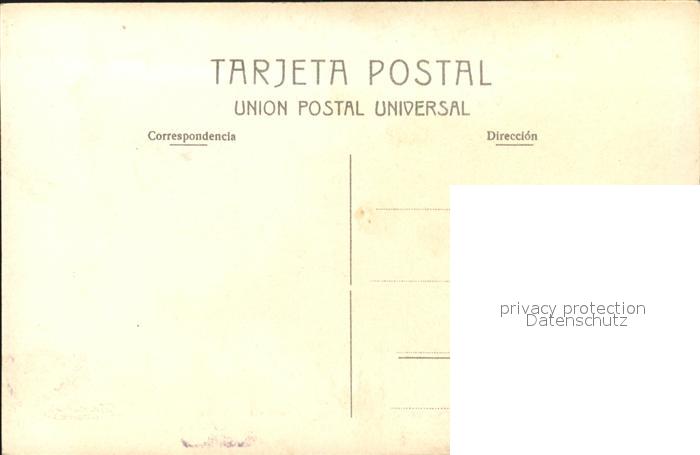 TARJETA POSTAL
UNION POSTAL UNIVERSAL
Correspondencia
Dirección
privacy protection
Datenschutz